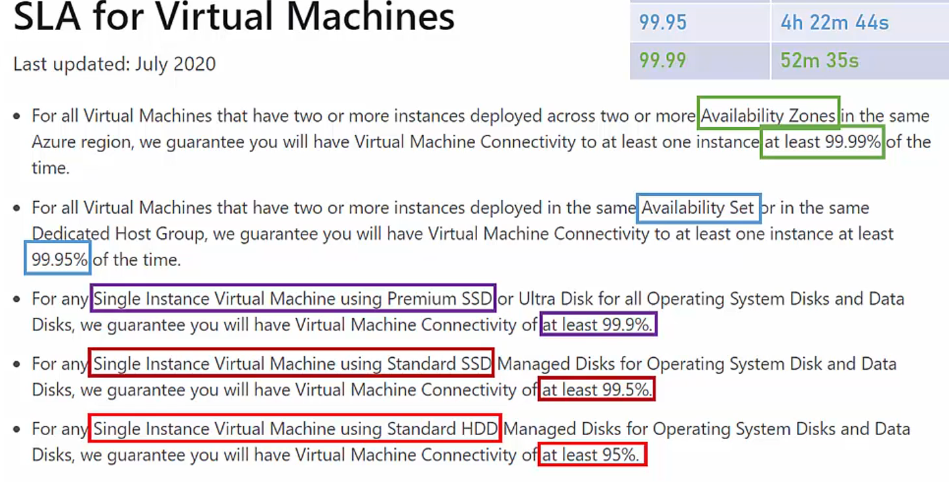 SLA for Virtual Machines
99.95 4h 22m 44s
Last updated: July 2020
99.99 52m 35s
• For all Virtual Machines that have two or more instances deployed across two or more Availability Zones in the same
Azure region, we guarantee you will have Virtual Machine Connectivity to at least one instance at least 99.99% of the
time.
• For all Virtual Machines that have two or more instances deployed in the same Availability Set or in the same
Dedicated Host Group, we guarantee you will have Virtual Machine Connectivity to at least one instance at least
99.95% of the time.
• For any Single Instance Virtual Machine using Premium SSD or Ultra Disk for all Operating System Disks and Data
Disks, we guarantee you will have Virtual Machine Connectivity of at least 99.9%.
• For any Single Instance Virtual Machine using Standard SSD Managed Disks for Operating System Disk and Data
Disks, we guarantee you will have Virtual Machine Connectivity of at least 99.5%.
• For any Single Instance Virtual Machine using Standard HDD Managed Disks for Operating System Disks and Data
Disks, we guarantee you will have Virtual Machine Connectivity of at least 95%.